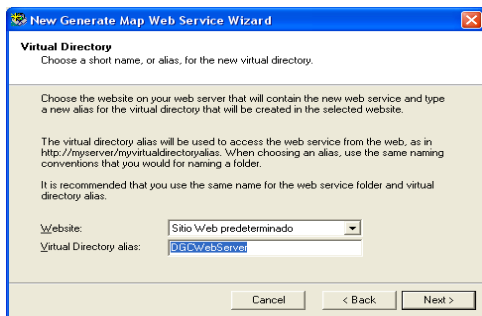 New Generate Map Web Service Wizard
Virtual Directory
Choose a short name, or alias, for the new virtual directory.
Choose the website on your web server that will contain the new web service and type
a new alias for the virtual directory that will be created in the selected website.
The virtual directory alias will be used to access the web service from the web, as in
http://myserver/myvirtualdirectoryalias. When choosing an alias, use the same naming
conventions that you would for naming a folder.
It is recommended that you use the same name for the web service folder and virtual
directory alias.
Website: Sitio Web predeterminado
Virtual Directory alias: DGCWebServer
Cancel < Back Next >